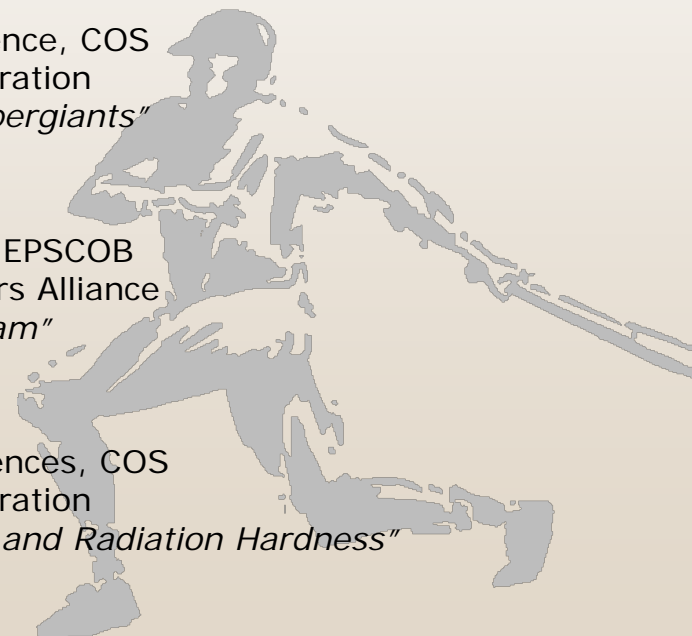 nce, COS
ration
pergiants”
EPSCOB
rs Alliance
am”
ences, COS
ration
and Radiation Hardness”